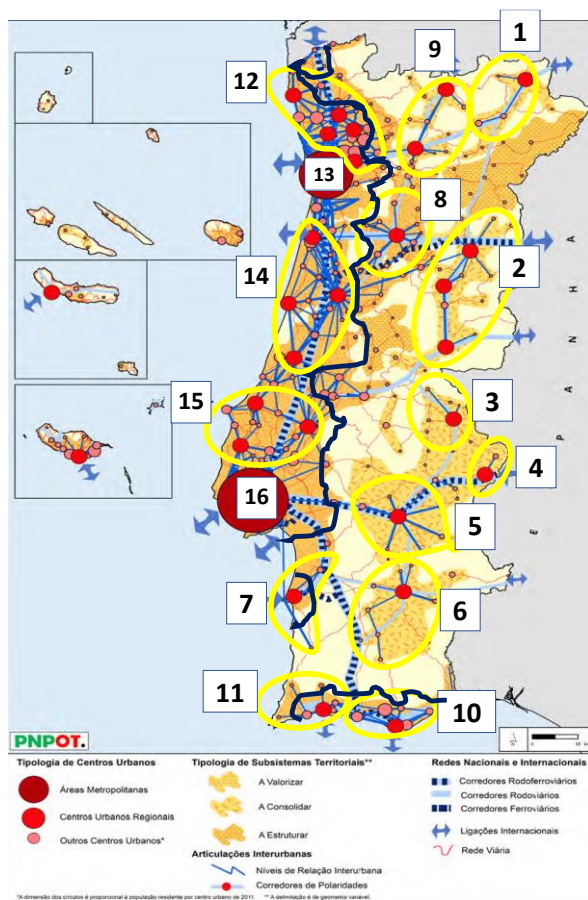 1
9
12
13
8
14
2
15
3
4
16
5
7
6
11
10
E S P A N H A
PNPOT.
Tipologia de Centros Urbanos
Áreas Metropolitanas
Centros Urbanos Regionais
Outros Centros Urbanos*
Tipologia de Subsistemas Territoriais**
A Valorizar
A Consolidar
A Estruturar
Articulações Interurbanas
Níveis de Relação Interurbana
Corredores de Polaridades
Redes Nacionais e Internacionais
Corredores Rodoferroviários
Corredores Rodoviários
Corredores Ferroviários
Ligações Internacionais
Rede Viária
*A dimensão dos círculos é proporcional à população residente por centro urbano de 2011. ** A delimitação é de geometria variável.